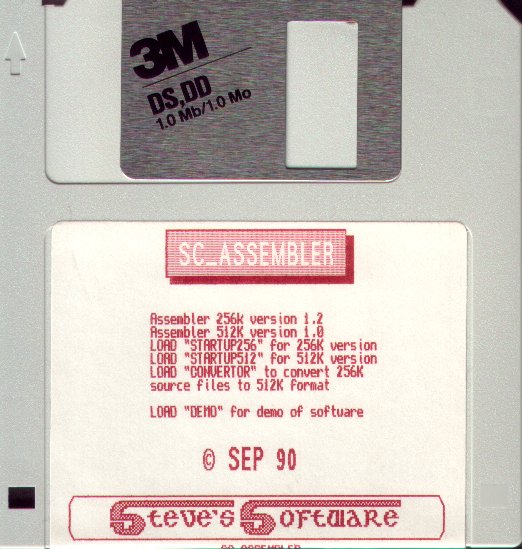 3M
DS,DD
1.0 Mb/1.0 Mo
SC_ASSEMBLER
Assembler 256k version 1.2
Assembler 512K version 1.0
LOAD "STARTUP256" for 256K version
LOAD "STARTUP512" for 512K version
LOAD "CONVERTOR" to convert 256K
source files to 512K format
LOAD "DEMO" for demo of software
© SEP 90
Steve's Software
SC_ASSEMBLER